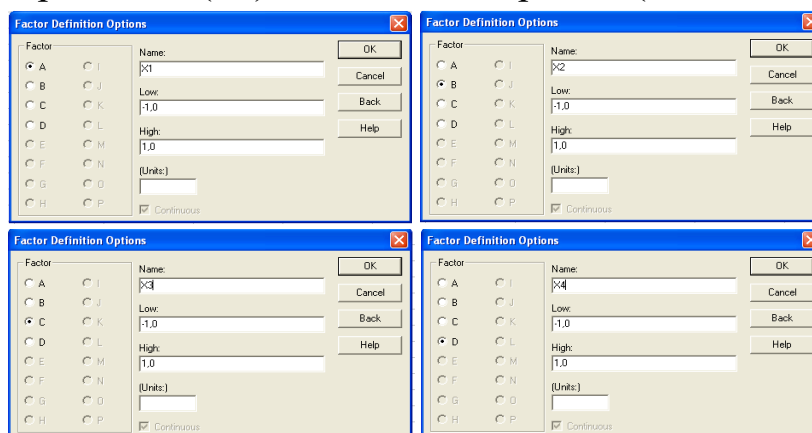 Factor Definition Options
Factor
A I
B J
C K
D L
E M
F N
G O
H P
Name:
X1
Low:
-1,0
High:
1,0
(Units:)
Continuous
OK
Cancel
Back
Help
Factor Definition Options
Factor
A I
B J
C K
D L
E M
F N
G O
H P
Name:
X2
Low:
-1,0
High:
1,0
(Units:)
Continuous
OK
Cancel
Back
Help
Factor Definition Options
Factor
A I
B J
C K
D L
E M
F N
G O
H P
Name:
X3
Low:
-1,0
High:
1,0
(Units:)
Continuous
OK
Cancel
Back
Help
Factor Definition Options
Factor
A I
B J
C K
D L
E M
F N
G O
H P
Name:
X4
Low:
-1,0
High:
1,0
(Units:)
Continuous
OK
Cancel
Back
Help